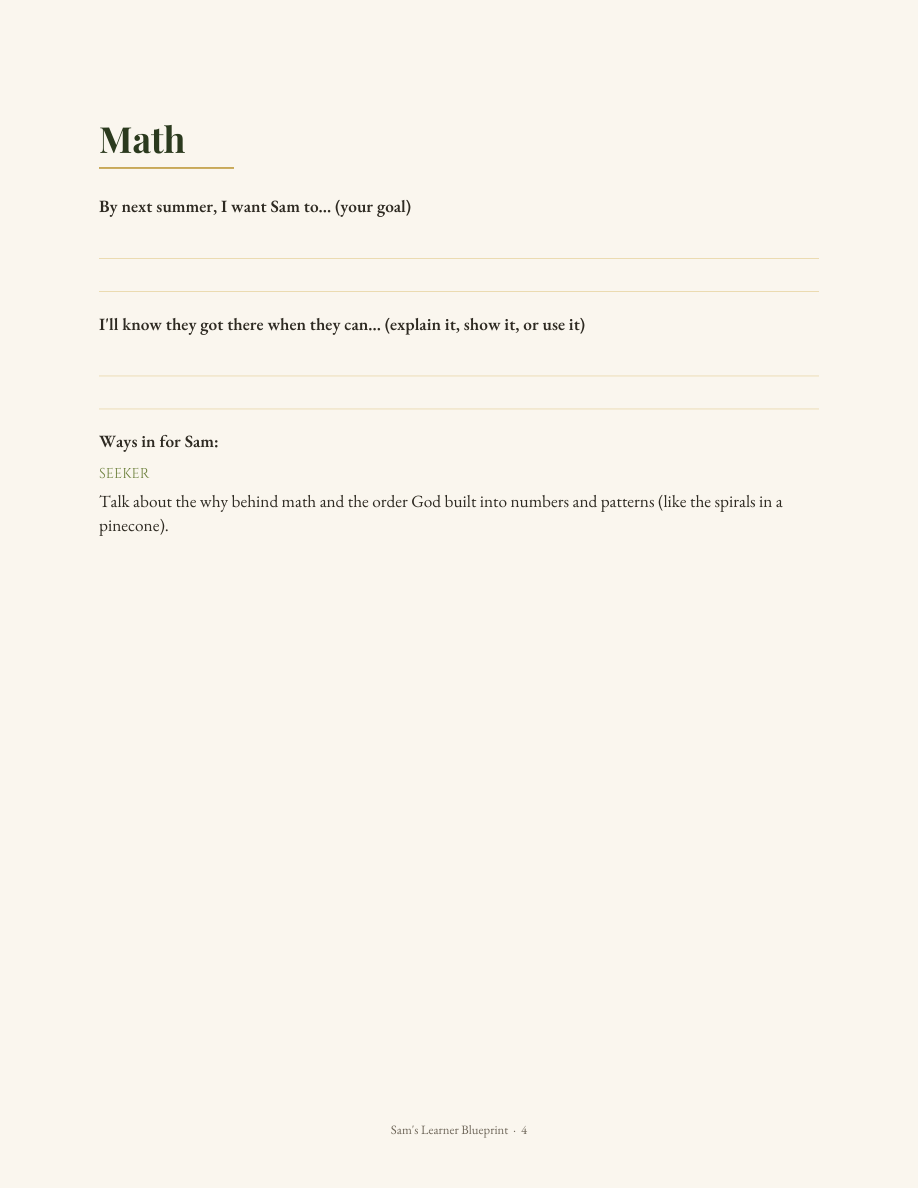 Math
By next summer, I want Sam to... (your goal)
I'll know they got there when they can... (explain it, show it, or use it)
Ways in for Sam:
SEEKER
Talk about the why behind math and the order God built into numbers and patterns (like the spirals in a
pinecone).
Sam's Learner Blueprint · 4